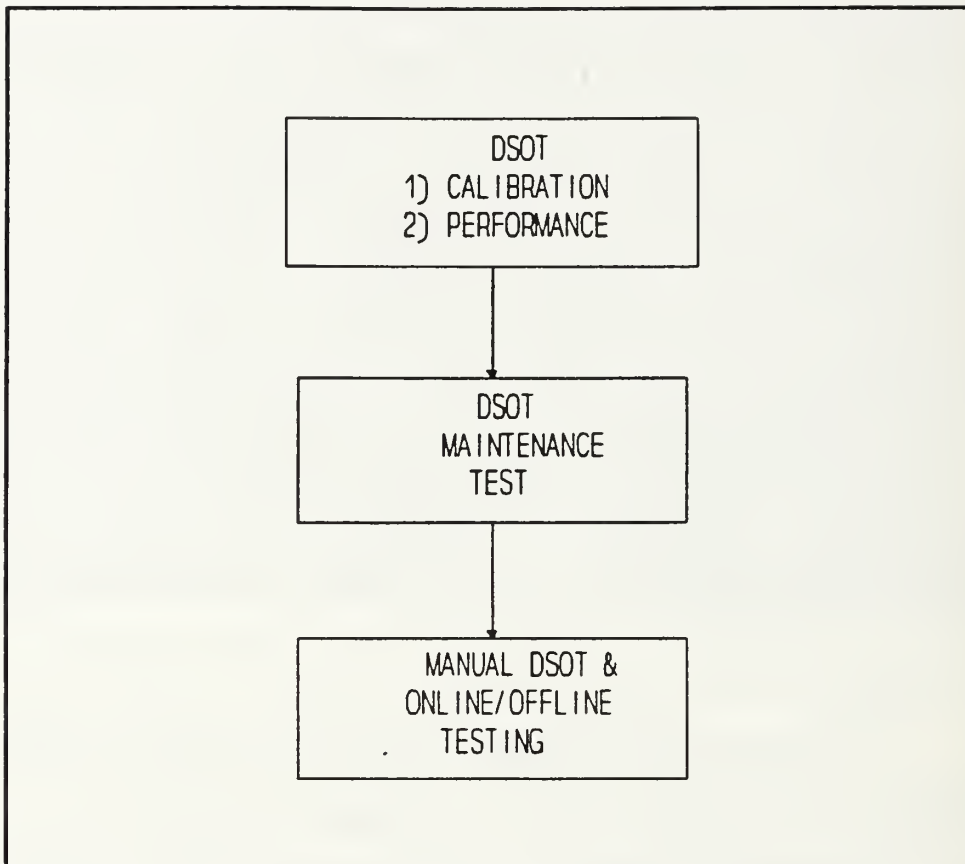 DSOT
1) CALIBRATION
2) PERFORMANCE
DSOT
MAINTENANCE
TEST
MANUAL DSOT &
ONLINE/OFFLINE
TESTING